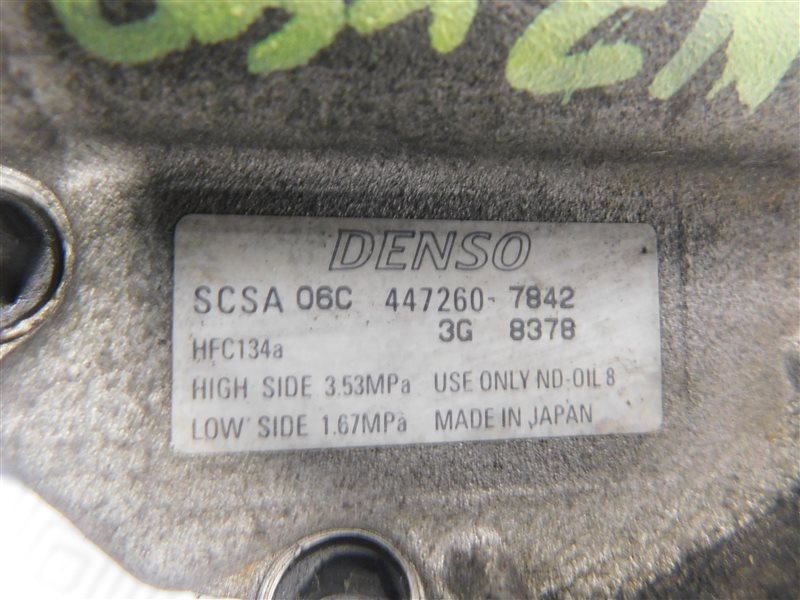 DENSO
SCSA 06C 447260-7842
3G 8378
HFC134a
HIGH SIDE 3.53MPa USE ONLY ND-OIL 8
LOW SIDE 1.67MPa MADE IN JAPAN